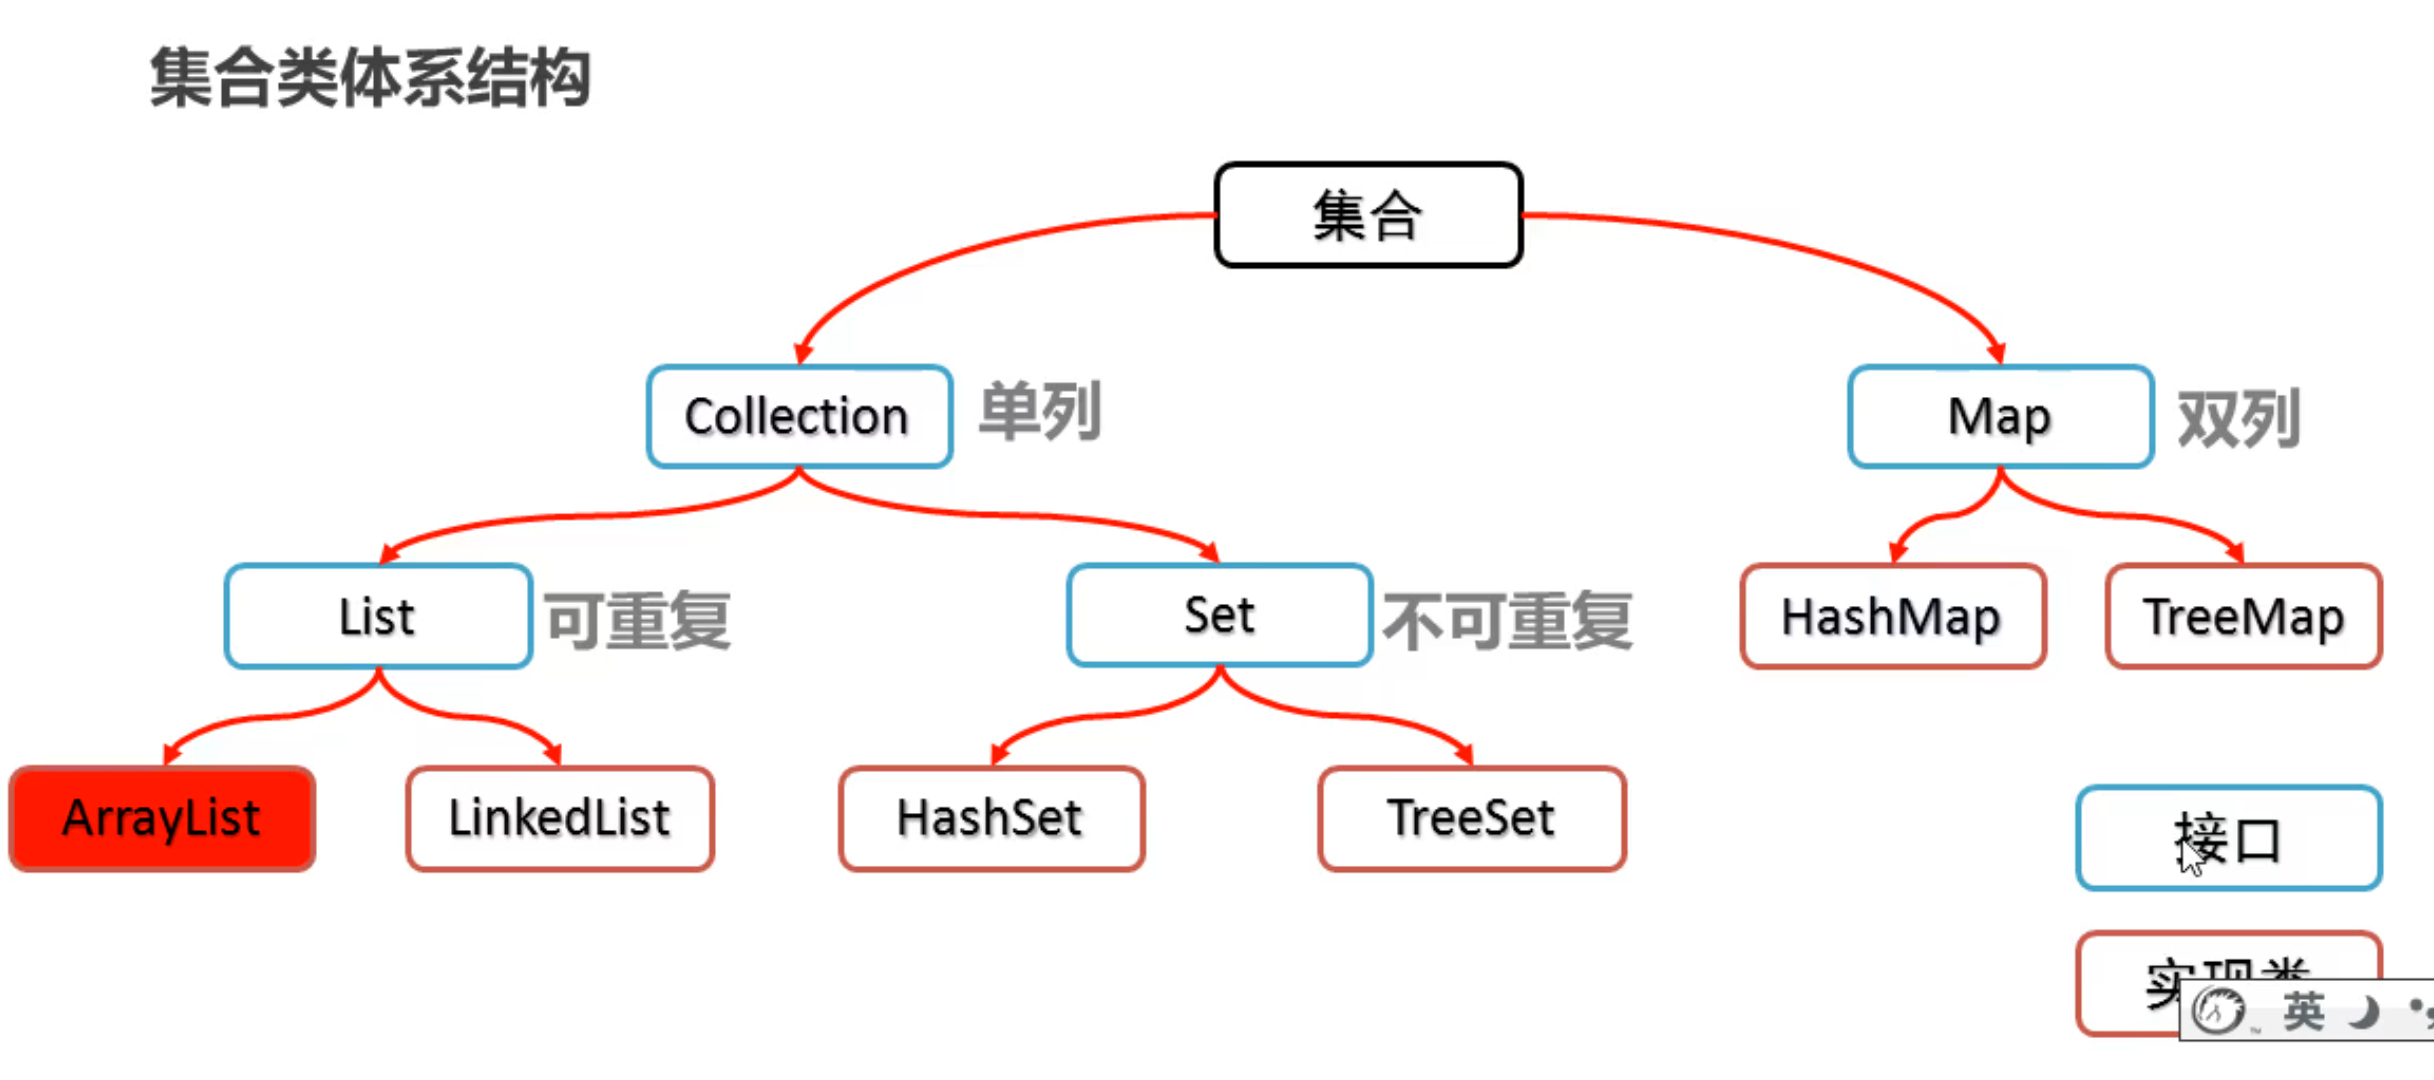 集合类体系结构
集合
Collection 单列
Map 双列
List 可重复
Set 不可重复
HashMap
TreeMap
ArrayList
LinkedList
HashSet
TreeSet
接口
实现类
英